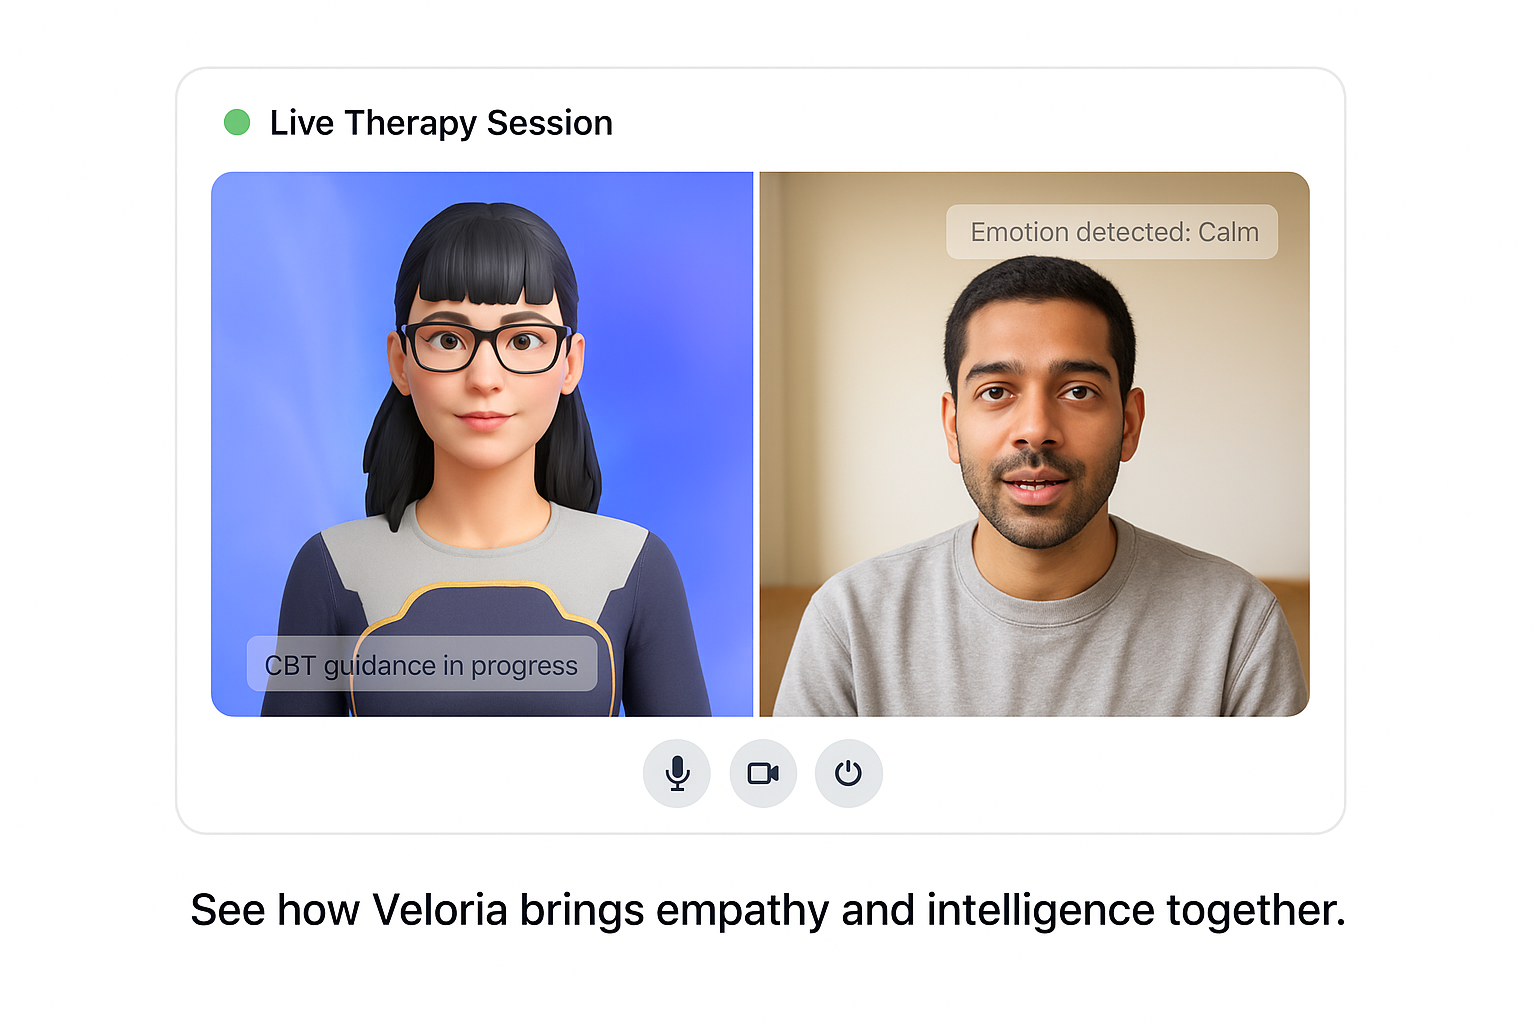 Live Therapy Session
Emotion detected: Calm
CBT guidance in progress
See how Veloria brings empathy and intelligence together.